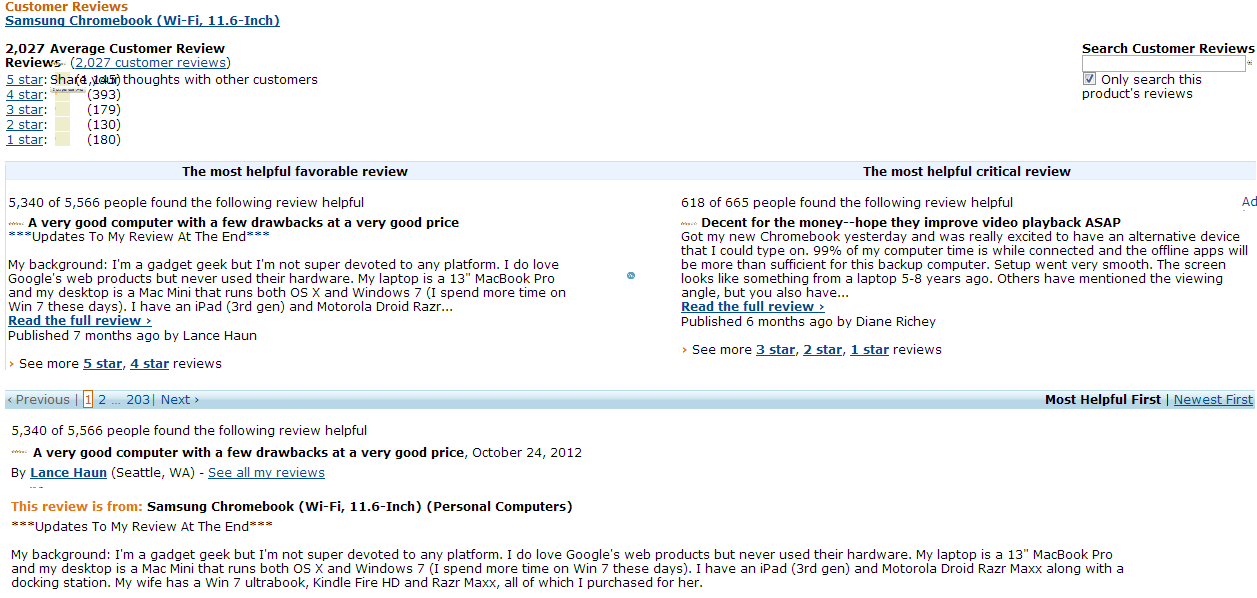 Customer Reviews
Samsung Chromebook (Wi-Fi, 11.6-Inch)
2,027 Average Customer Review
Reviews (2,027 customer reviews)
5 star: Share your thoughts with other customers (1,145)
4 star: (393)
3 star: (179)
2 star: (130)
1 star: (180)
Search Customer Reviews
Only search this
product's reviews
The most helpful favorable review
5,340 of 5,566 people found the following review helpful
A very good computer with a few drawbacks at a very good price
***Updates To My Review At The End***
My background: I'm a gadget geek but I'm not super devoted to any platform. I do love
Google's web products but never used their hardware. My laptop is a 13" MacBook Pro
and my desktop is a Mac Mini that runs both OS X and Windows 7 (I spend more time on
Win 7 these days). I have an iPad (3rd gen) and Motorola Droid Razr...
Read the full review ›
Published 7 months ago by Lance Haun
› See more 5 star, 4 star reviews
The most helpful critical review
618 of 665 people found the following review helpful
Decent for the money--hope they improve video playback ASAP
Got my new Chromebook yesterday and was really excited to have an alternative device
that I could type on. 99% of my computer time is while connected and the offline apps will
be more than sufficient for this backup computer. Setup went very smooth. The screen
looks like something from a laptop 5-8 years ago. Others have mentioned the viewing
angle, but you also have...
Read the full review ›
Published 6 months ago by Diane Richey
› See more 3 star, 2 star, 1 star reviews
Ad
‹ Previous | 1 2 ... 203| Next ›
Most Helpful First | Newest First
5,340 of 5,566 people found the following review helpful
A very good computer with a few drawbacks at a very good price, October 24, 2012
By Lance Haun (Seattle, WA) - See all my reviews
This review is from: Samsung Chromebook (Wi-Fi, 11.6-Inch) (Personal Computers)
***Updates To My Review At The End***
My background: I'm a gadget geek but I'm not super devoted to any platform. I do love Google's web products but never used their hardware. My laptop is a 13" MacBook Pro
and my desktop is a Mac Mini that runs both OS X and Windows 7 (I spend more time on Win 7 these days). I have an iPad (3rd gen) and Motorola Droid Razr Maxx along with a
docking station. My wife has a Win 7 ultrabook, Kindle Fire HD and Razr Maxx, all of which I purchased for her.